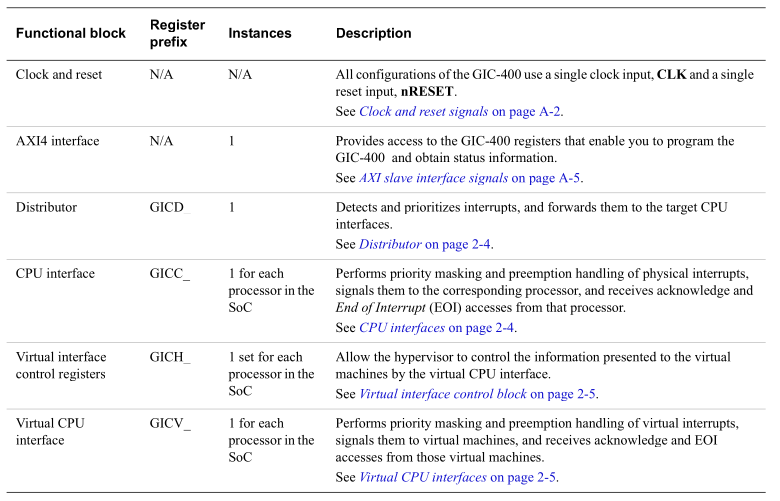 Functional block Register prefix Instances Description
Clock and reset N/A N/A All configurations of the GIC-400 use a single clock input, CLK and a single
reset input, nRESET.
See Clock and reset signals on page A-2.
AXI4 interface N/A 1 Provides access to the GIC-400 registers that enable you to program the
GIC-400 and obtain status information.
See AXI slave interface signals on page A-5.
Distributor GICD_ 1 Detects and prioritizes interrupts, and forwards them to the target CPU
interfaces.
See Distributor on page 2-4.
CPU interface GICC_ 1 for each Performs priority masking and preemption handling of physical interrupts,
processor in the signals them to the corresponding processor, and receives acknowledge and
SoC End of Interrupt (EOI) accesses from that processor.
See CPU interfaces on page 2-4.
Virtual interface GICH_ 1 set for each Allow the hypervisor to control the information presented to the virtual
control registers processor in the machines by the virtual CPU interface.
SoC See Virtual interface control block on page 2-5.
Virtual CPU GICV_ 1 for each Performs priority masking and preemption handling of virtual interrupts,
interface processor in the signals them to virtual machines, and receives acknowledge and EOI
SoC accesses from those virtual machines.
See Virtual CPU interfaces on page 2-5.